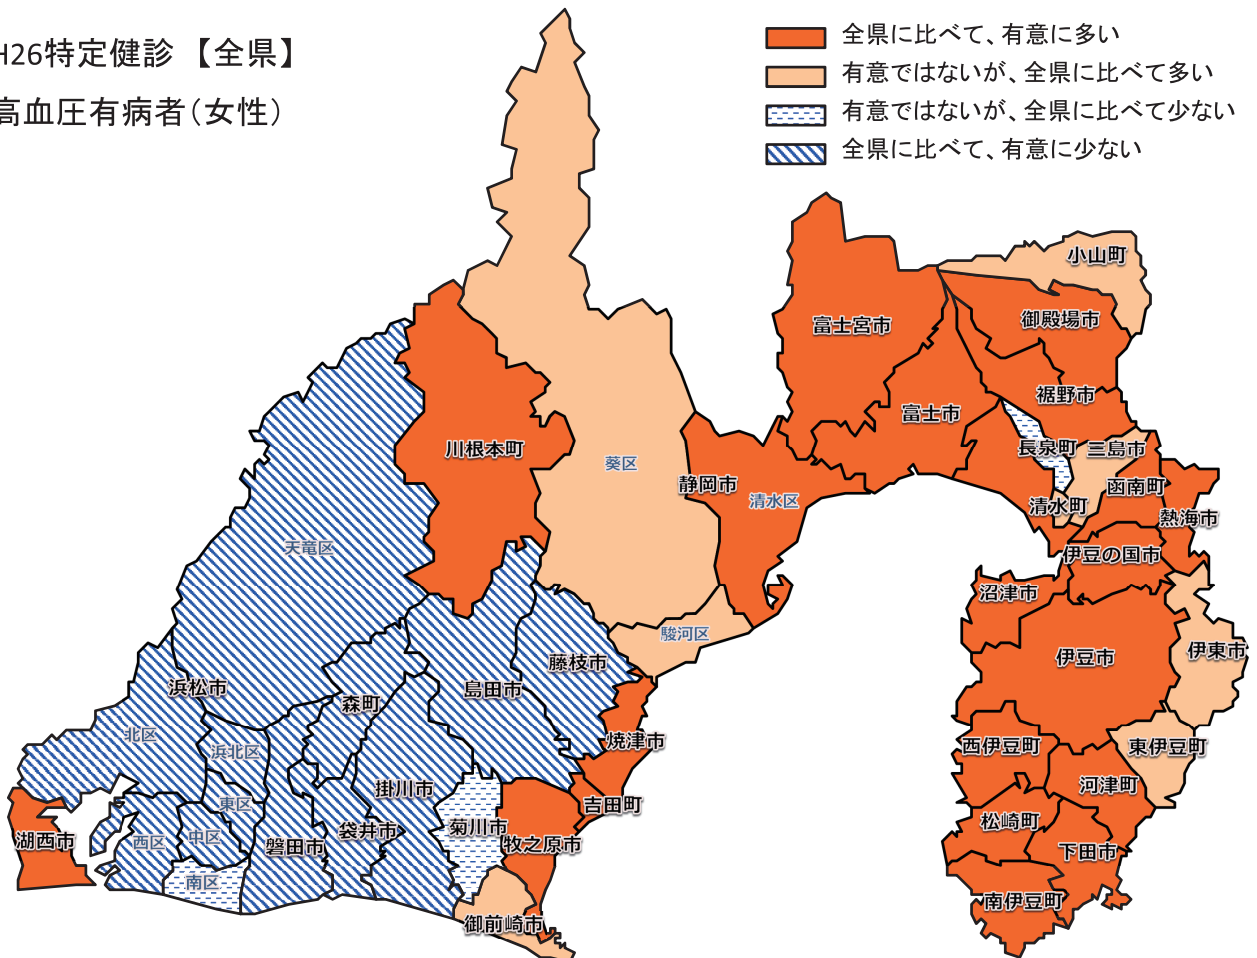 H26特定健診 【全県】
高血圧有病者(女性)
全県に比べて、有意に多い
有意ではないが、全県に比べて多い
有意ではないが、全県に比べて少ない
全県に比べて、有意に少ない
小山町
御殿場市
富士宮市
裾野市
富士市
川根本町
長泉町
三島市
葵区
静岡市
清水区
函南町
清水町
熱海市
天竜区
伊豆の国市
沼津市
駿河区
伊東市
伊豆市
藤枝市
浜松市
島田市
森町
北区
浜北区
焼津市
西伊豆町
東伊豆町
掛川市
河津町
東区
吉田町
湖西市
西区
中区
磐田市
袋井市
菊川市
牧之原市
松崎町
下田市
南区
南伊豆町
御前崎市